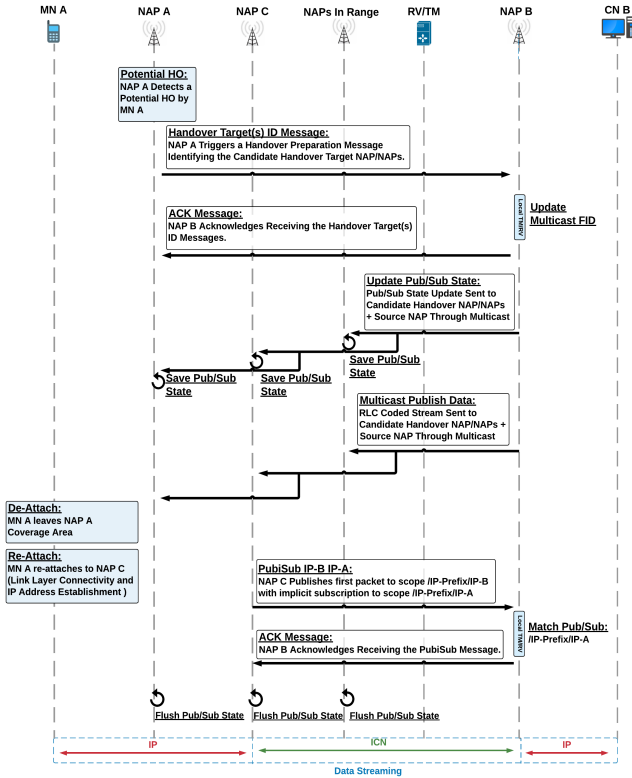 MN A
NAP A
NAP C
NAPs In Range
RV/TM
NAP B
CN B
Potential HO:
NAP A Detects a
Potential HO by
MN A
Handover Target(s) ID Message:
NAP A Triggers a Handover Preparation Message
Identifying the Candidate Handover Target NAP/NAPs.
Local TM/RV
Update
Multicast FID
ACK Message:
NAP B Acknowledges Receiving the Handover Target(s)
ID Messages.
Update Pub/Sub State:
Pub/Sub State Update Sent to
Candidate Handover NAP/NAPs
+ Source NAP Through Multicast
Save Pub/Sub
State
Save Pub/Sub
State
Save Pub/Sub
State
Multicast Publish Data:
RLC Coded Stream Sent to
Candidate Handover NAP/NAPs +
Source NAP Through Multicast
De-Attach:
MN A leaves NAP A
Coverage Area
Re-Attach:
MN A re-attaches to NAP C
(Link Layer Connectivity and
IP Address Establishment )
PubiSub IP-B IP-A:
NAP C Publishes first packet to scope /IP-Prefix/IP-B
with implicit subscription to scope /IP-Prefix/IP-A
Local TM/RV
Match Pub/Sub:
/IP-Prefix/IP-A
ACK Message:
NAP B Acknowledges Receiving the PubiSub Message.
Flush Pub/Sub State
Flush Pub/Sub State
Flush Pub/Sub State
IP
ICN
IP
Data Streaming